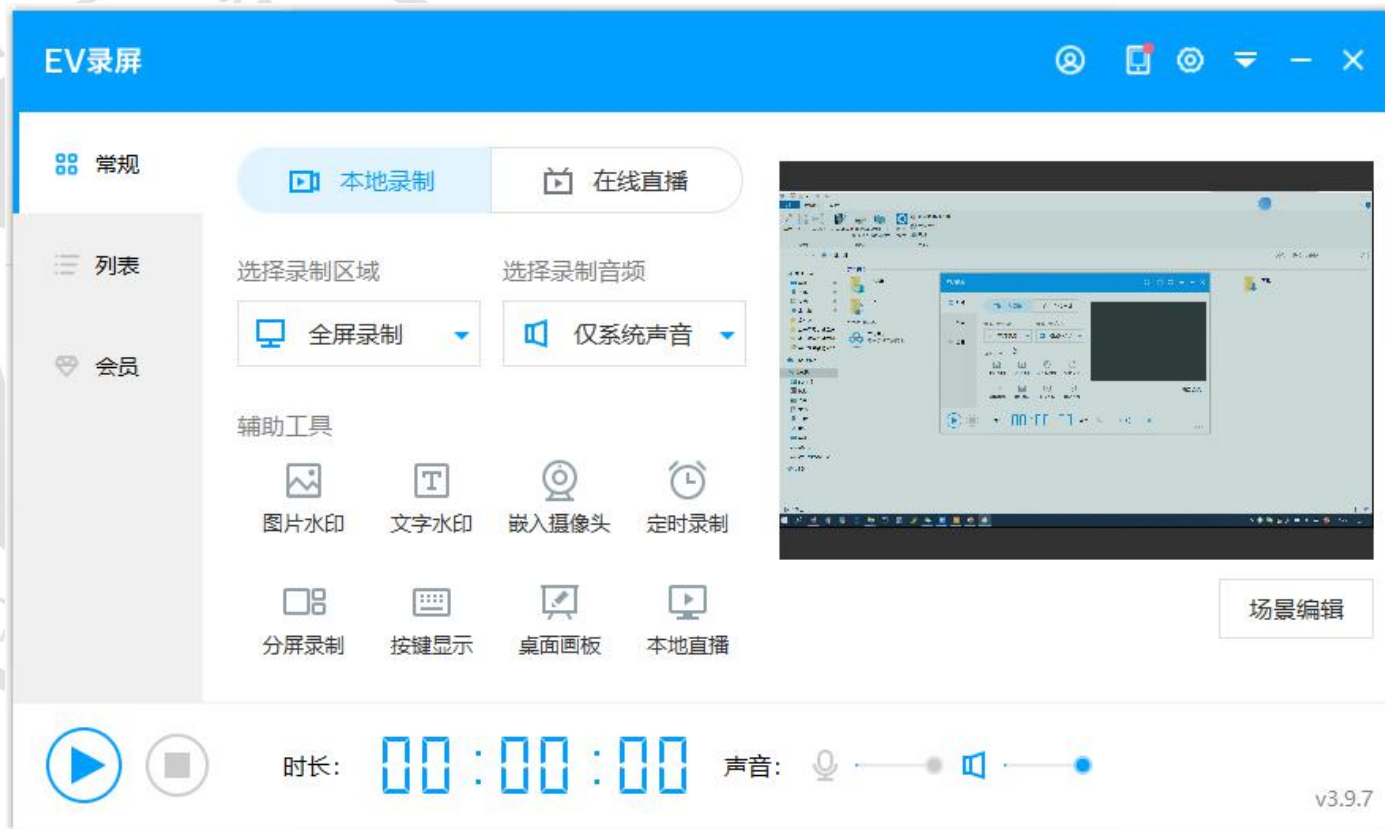 EV录屏
常规
本地录制 在线直播
列表
选择录制区域 选择录制音频
全屏录制 仅系统声音
会员
辅助工具
图片水印 文字水印 嵌入摄像头 定时录制
分屏录制 按键显示 桌面画板 本地直播
场景编辑
时长: 00:00:00 声音:
v3.9.7